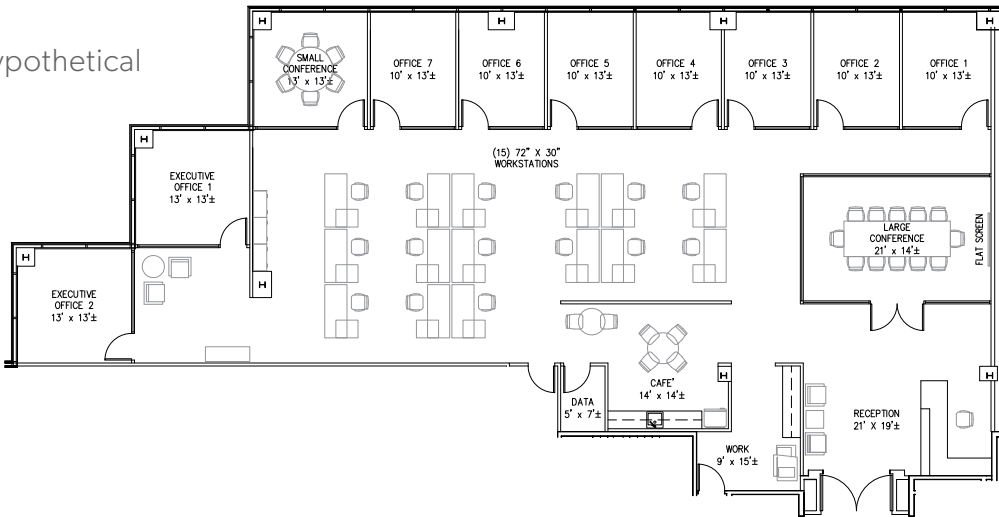 ypothetical
SMALL
CONFERENCE
13' x 13'±
OFFICE 7
10' x 13'±
OFFICE 6
10' x 13'±
OFFICE 5
10' x 13'±
OFFICE 4
10' x 13'±
OFFICE 3
10' x 13'±
OFFICE 2
10' x 13'±
OFFICE 1
10' x 13'±
(15) 72" X 30"
WORKSTATIONS
EXECUTIVE
OFFICE 1
13' x 13'±
EXECUTIVE
OFFICE 2
13' x 13'±
LARGE
CONFERENCE
21' x 14'±
FLAT SCREEN
CAFE'
14' x 14'±
DATA
5' x 7'±
WORK
9' x 15'±
RECEPTION
21' X 19'±